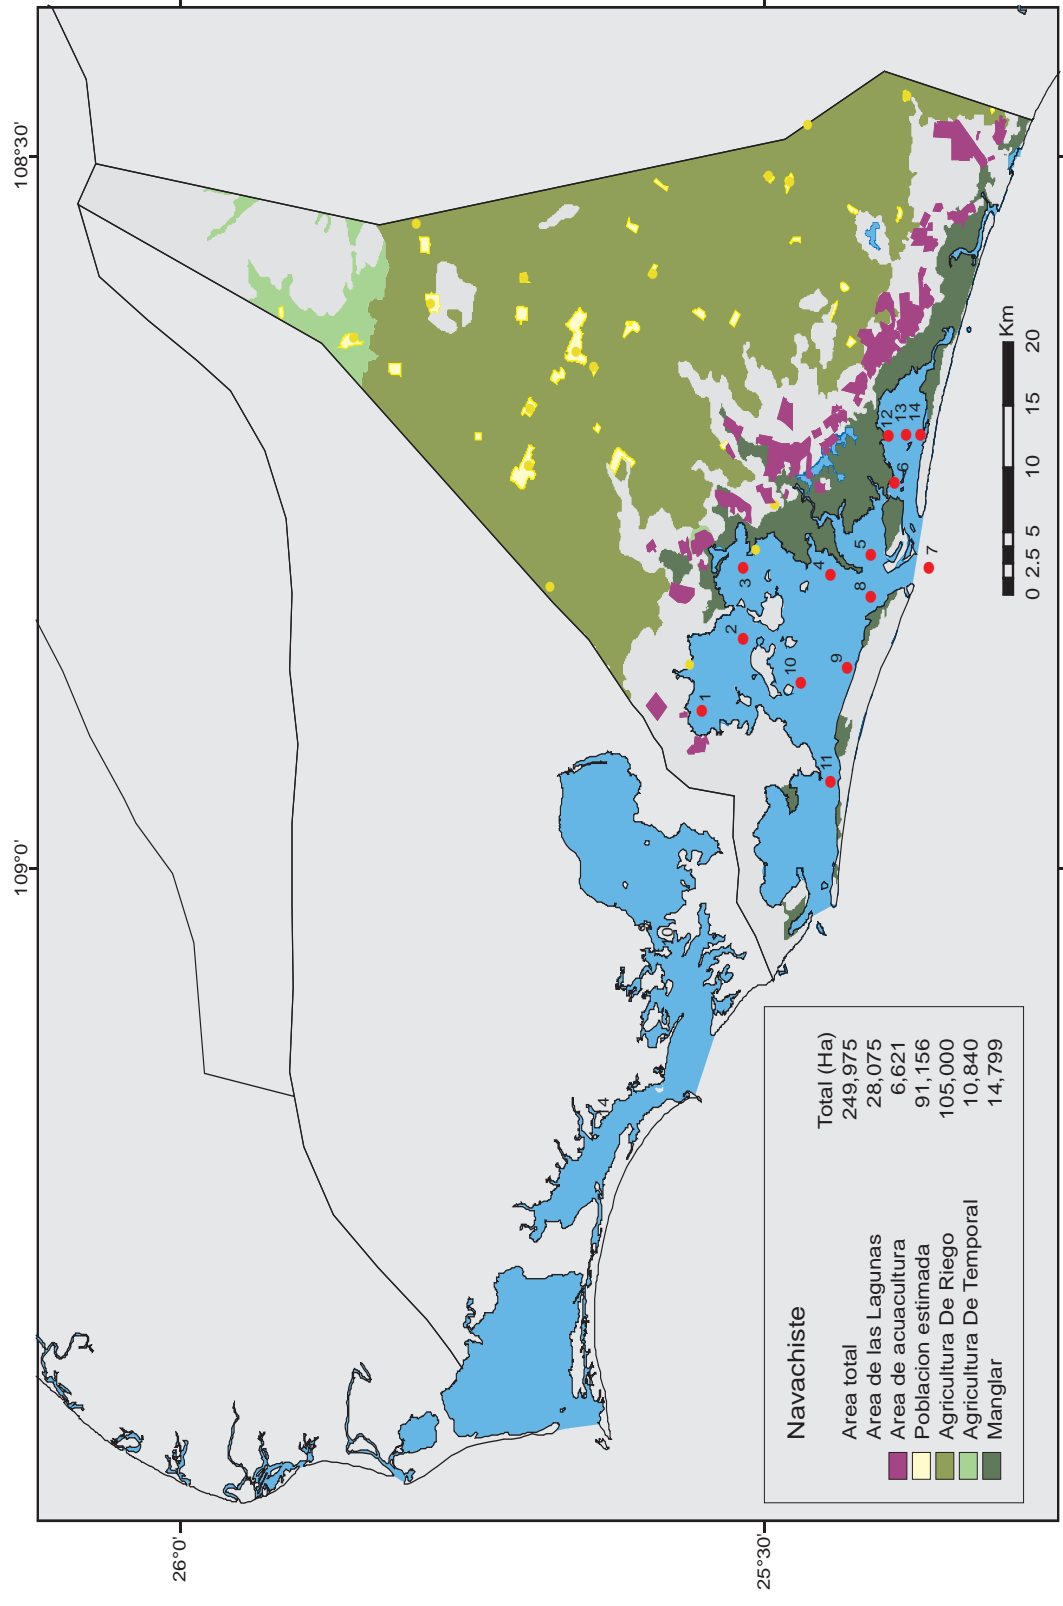 109°0'
108°30'
26°0'
25°30'
14
0
1
2
3
4
5
6
7
8
9
10
11
12
13
14
Navachiste
Total (Ha)
Area total 249,975
Area de las Lagunas 28,075
Area de acuacultura 6,621
Poblacion estimada 91,156
Agricultura De Riego 105,000
Agricultura De Temporal 10,840
Manglar 14,799
0 2.5 5 10 15 20
Km